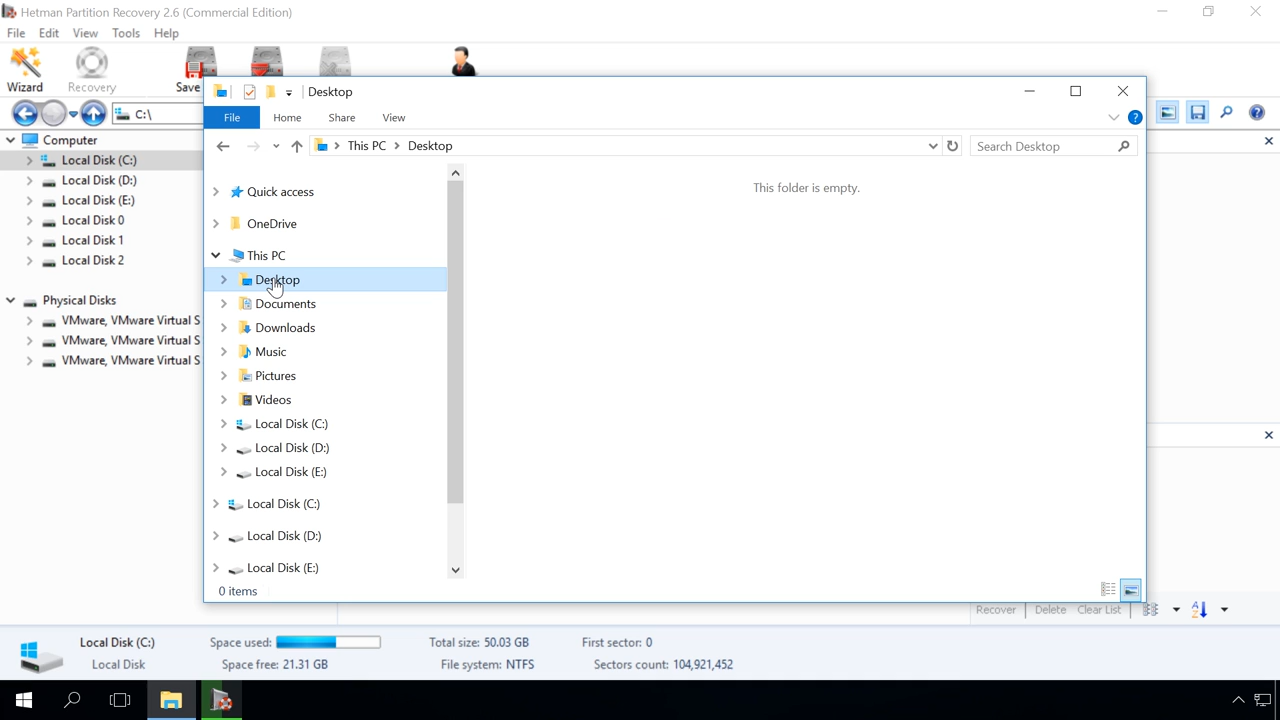 Hetman Partition Recovery 2.6 (Commercial Edition)
File Edit View Tools Help
Wizard Recovery Save
C:\
Computer
Local Disk (C:)
Local Disk (D:)
Local Disk (E:)
Local Disk 0
Local Disk 1
Local Disk 2
Physical Disks
VMware, VMware Virtual S
VMware, VMware Virtual S
VMware, VMware Virtual S
Desktop
File Home Share View
This PC > Desktop
Search Desktop
Quick access
OneDrive
This PC
Desktop
Documents
Downloads
Music
Pictures
Videos
Local Disk (C:)
Local Disk (D:)
Local Disk (E:)
Local Disk (C:)
Local Disk (D:)
Local Disk (E:)
This folder is empty.
0 items
Recover Delete Clear List
Local Disk (C:) Space used: Total size: 50.03 GB First sector: 0
Local Disk Space free: 21.31 GB File system: NTFS Sectors count: 104,921,452